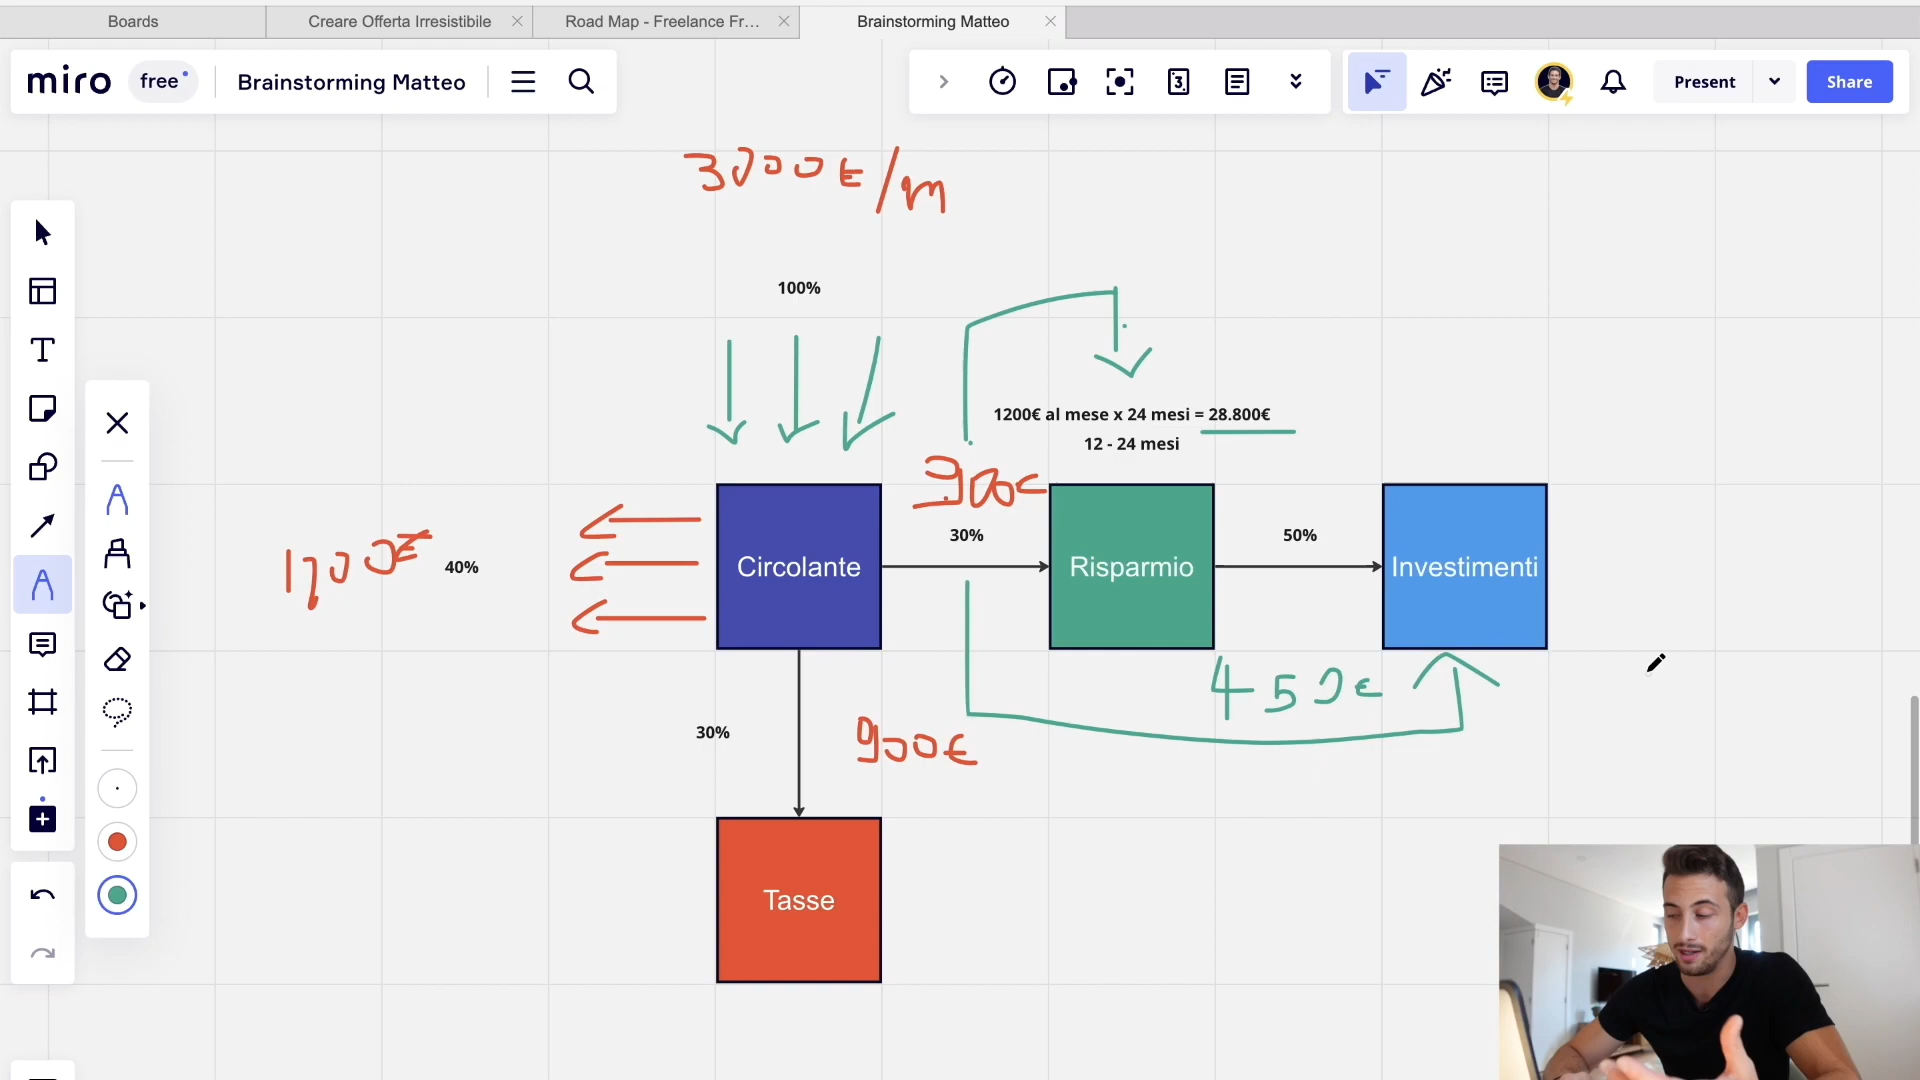 Boards
Creare Offerta Irresistibile
Road Map - Freelance Fr...
Brainstorming Matteo
miro
free
Brainstorming Matteo
3
Present
Share
3000€/m
100%
1200€ al mese x 24 mesi = 28.800€
12 - 24 mesi
900€
40%
Circolante
30%
Risparmio
50%
Investimenti
450€
30%
900€
Tasse